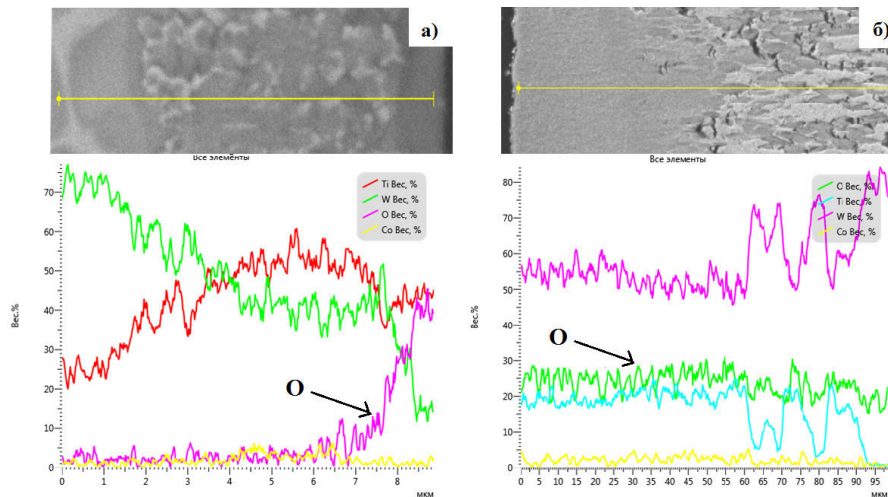 а)
б)
Все элементы
Все элементы
Ti Вес, %
W Вес, %
O Вес, %
Co Вес, %
O Вес, %
Ti Вес, %
W Вес, %
Co Вес, %
Вес.%
70
60
50
40
30
20
10
0
O
0 1 2 3 4 5 6 7 8
мкм
Вес.%
80
70
60
50
40
30
20
10
0
O
0 5 10 15 20 25 30 35 40 45 50 55 60 65 70 75 80 85 90 95
мкм